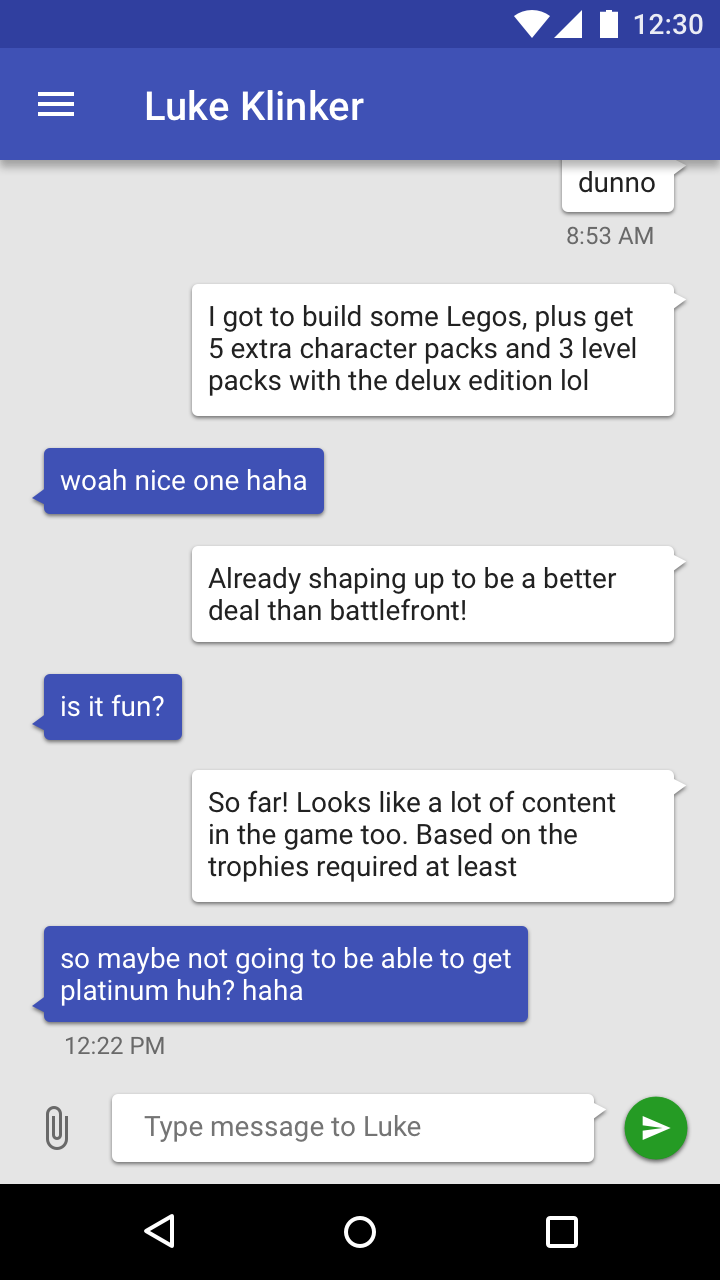 12:30
Luke Klinker
dunno
8:53 AM
I got to build some Legos, plus get
5 extra character packs and 3 level
packs with the delux edition lol
woah nice one haha
Already shaping up to be a better
deal than battlefront!
is it fun?
So far! Looks like a lot of content
in the game too. Based on the
trophies required at least
so maybe not going to be able to get
platinum huh? haha
12:22 PM
Type message to Luke